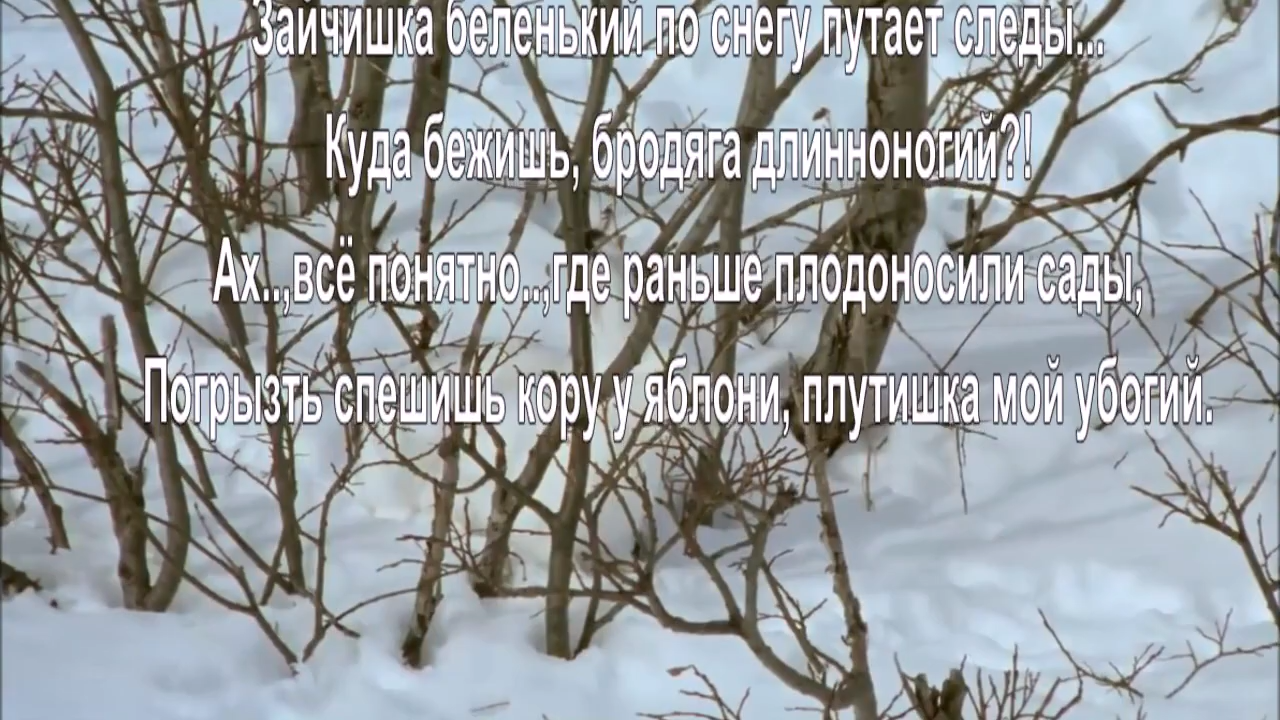 Зайчишка беленький по снегу путает следы...
Куда бежишь, бродяга длинноногий?!
Ах..,всё понятно..,где раньше плодоносили сады,
Погрызть спешишь кору у яблони, плутишка мой убогий.